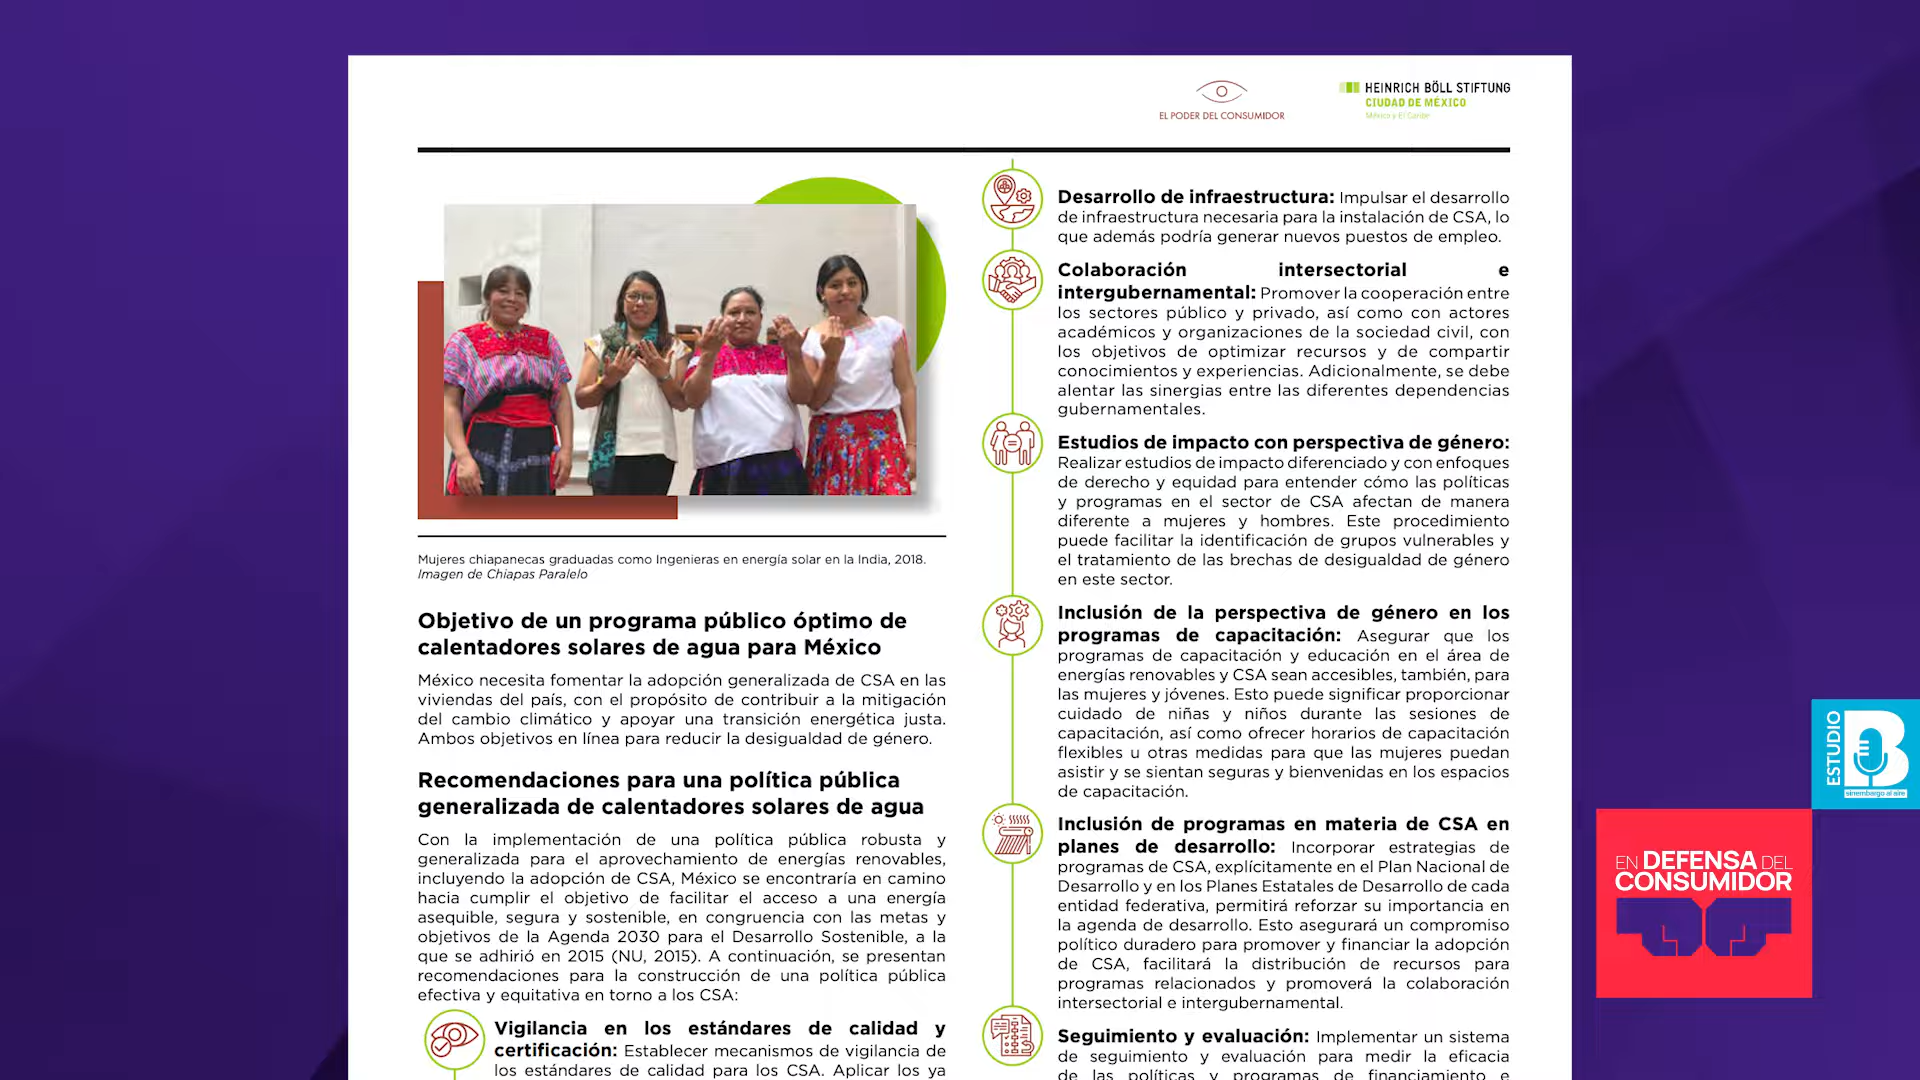 EL PODER DEL CONSUMIDOR
HEINRICH BÖLL STIFTUNG
CIUDAD DE MÉXICO
México y El Caribe
Mujeres chiapanecas graduadas como Ingenieras en energía solar en la India, 2018.
Imagen de Chiapas Paralelo
Objetivo de un programa público óptimo de
calentadores solares de agua para México
México necesita fomentar la adopción generalizada de CSA en las
viviendas del país, con el propósito de contribuir a la mitigación
del cambio climático y apoyar una transición energética justa.
Ambos objetivos en línea para reducir la desigualdad de género.
Recomendaciones para una política pública
generalizada de calentadores solares de agua
Con la implementación de una política pública robusta y
generalizada para el aprovechamiento de energías renovables,
incluyendo la adopción de CSA, México se encontraría en camino
hacia cumplir el objetivo de facilitar el acceso a una energía
asequible, segura y sostenible, en congruencia con las metas y
objetivos de la Agenda 2030 para el Desarrollo Sostenible, a la
que se adhirió en 2015 (NU, 2015). A continuación, se presentan
recomendaciones para la construcción de una política pública
efectiva y equitativa en torno a los CSA:
Vigilancia en los estándares de calidad y
certificación: Establecer mecanismos de vigilancia de
los estándares de calidad para los CSA. Aplicar los ya
Desarrollo de infraestructura: Impulsar el desarrollo
de infraestructura necesaria para la instalación de CSA, lo
que además podría generar nuevos puestos de empleo.
Colaboración intersectorial e
intergubernamental: Promover la cooperación entre
los sectores público y privado, así como con actores
académicos y organizaciones de la sociedad civil, con
los objetivos de optimizar recursos y de compartir
conocimientos y experiencias. Adicionalmente, se debe
alentar las sinergias entre las diferentes dependencias
gubernamentales.
Estudios de impacto con perspectiva de género:
Realizar estudios de impacto diferenciado y con enfoques
de derecho y equidad para entender cómo las políticas
y programas en el sector de CSA afectan de manera
diferente a mujeres y hombres. Este procedimiento
puede facilitar la identificación de grupos vulnerables y
el tratamiento de las brechas de desigualdad de género
en este sector.
Inclusión de la perspectiva de género en los
programas de capacitación: Asegurar que los
programas de capacitación y educación en el área de
energías renovables y CSA sean accesibles, también, para
las mujeres y jóvenes. Esto puede significar proporcionar
cuidado de niñas y niños durante las sesiones de
capacitación, así como ofrecer horarios de capacitación
flexibles u otras medidas para que las mujeres puedan
asistir y se sientan seguras y bienvenidas en los espacios
de capacitación.
Inclusión de programas en materia de CSA en
planes de desarrollo: Incorporar estrategias de
programas de CSA, explícitamente en el Plan Nacional de
Desarrollo y en los Planes Estatales de Desarrollo de cada
entidad federativa, permitirá reforzar su importancia en
la agenda de desarrollo. Esto asegurará un compromiso
político duradero para promover y financiar la adopción
de CSA, facilitará la distribución de recursos para
programas relacionados y promoverá la colaboración
intersectorial e intergubernamental.
Seguimiento y evaluación: Implementar un sistema
de seguimiento y evaluación para medir la eficacia
de las políticas y programas de financiamiento e
ESTUDIO
B
sinembargo al aire
EN DEFENSA DEL
CONSUMIDOR